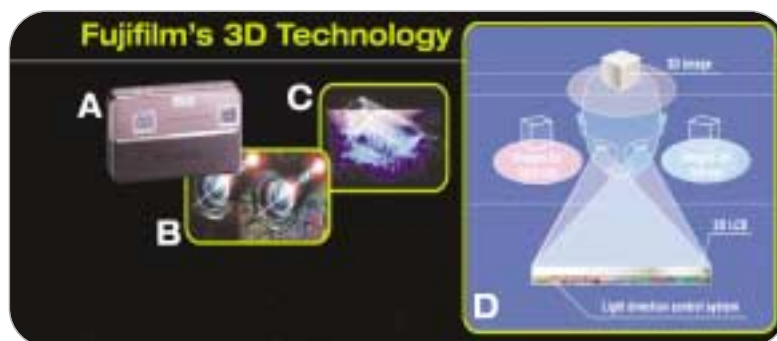 Fujifilm's 3D Technology
A
B
C
D
3D image
3D LCD
Light direction control system